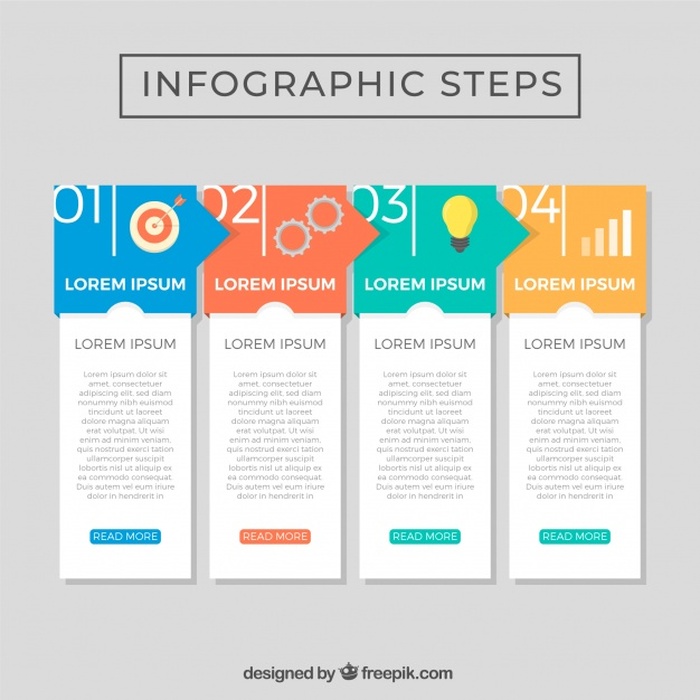 INFOGRAPHIC STEPS
01
LOREM IPSUM
LOREM IPSUM
Lorem ipsum dolor sit
amet, consectetuer
adipiscing elit, sed diam
nonummy nibh euismod
tincidunt ut laoreet
dolore magna aliquam
erat volutpat. Ut wisi
enim ad minim veniam,
quis nostrud exerci tation
ullamcorper suscipit
lobortis nisl ut aliquip ex
ea commodo consequat.
Duis autem vel eum iriure
dolor in hendrerit in
READ MORE
02
LOREM IPSUM
LOREM IPSUM
Lorem ipsum dolor sit
amet, consectetuer
adipiscing elit, sed diam
nonummy nibh euismod
tincidunt ut laoreet
dolore magna aliquam
erat volutpat. Ut wisi
enim ad minim veniam,
quis nostrud exerci tation
ullamcorper suscipit
lobortis nisl ut aliquip ex
ea commodo consequat.
Duis autem vel eum iriure
dolor in hendrerit in
READ MORE
03
LOREM IPSUM
LOREM IPSUM
Lorem ipsum dolor sit
amet, consectetuer
adipiscing elit, sed diam
nonummy nibh euismod
tincidunt ut laoreet
dolore magna aliquam
erat volutpat. Ut wisi
enim ad minim veniam,
quis nostrud exerci tation
ullamcorper suscipit
lobortis nisl ut aliquip ex
ea commodo consequat.
Duis autem vel eum iriure
dolor in hendrerit in
READ MORE
04
LOREM IPSUM
LOREM IPSUM
Lorem ipsum dolor sit
amet, consectetuer
adipiscing elit, sed diam
nonummy nibh euismod
tincidunt ut laoreet
dolore magna aliquam
erat volutpat. Ut wisi
enim ad minim veniam,
quis nostrud exerci tation
ullamcorper suscipit
lobortis nisl ut aliquip ex
ea commodo consequat.
Duis autem vel eum iriure
dolor in hendrerit in
READ MORE
designed by freepik.com